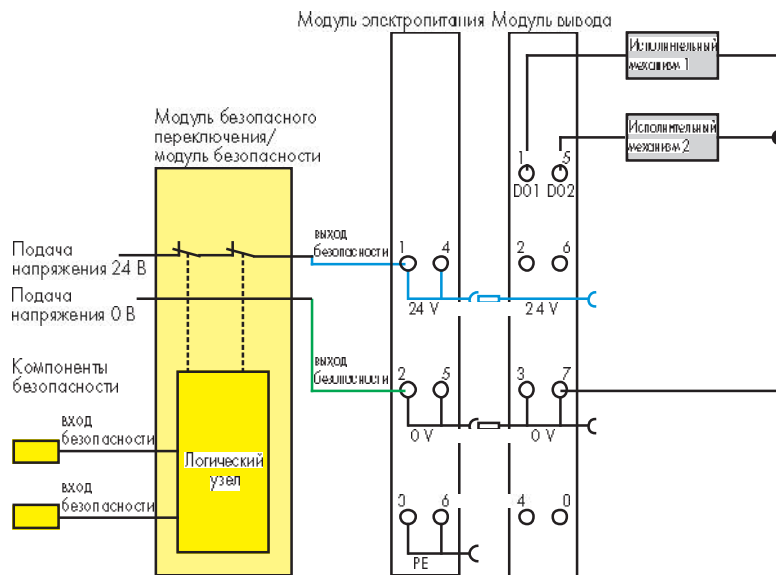 Модуль электропитания Модуль вывода
Исполнительный
механизм 1
Модуль безопасного
переключения/
модуль безопасности
Исполнительный
механизм 2
1 5
DO1 DO2
выход
безопасности
Подача
напряжения 24 В
1 4
2 6
24 V
24 V
Подача
напряжения 0 В
выход
безопасности
2 5
3 7
0 V
0 V
Компоненты
безопасности
вход
безопасности
Логический
узел
вход
безопасности
3 6
4 0
PE